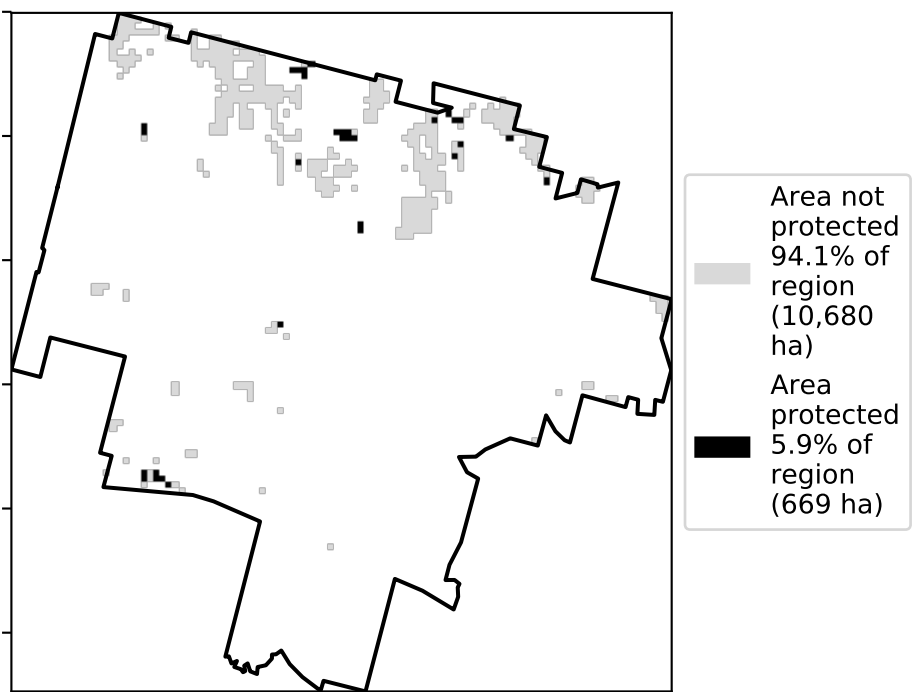 Area not
protected
94.1% of
region
(10,680
ha)
Area
protected
5.9% of
region
(669 ha)